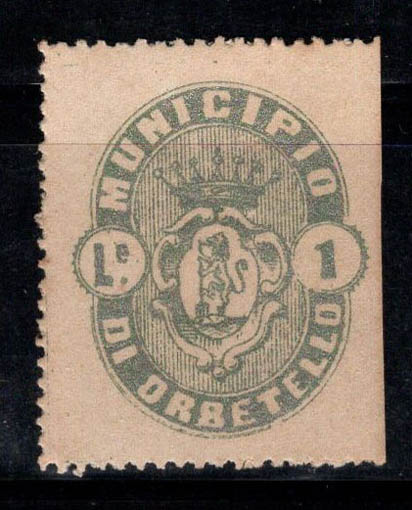 MUNICIPIO
L. 1
DI ORBETELLO